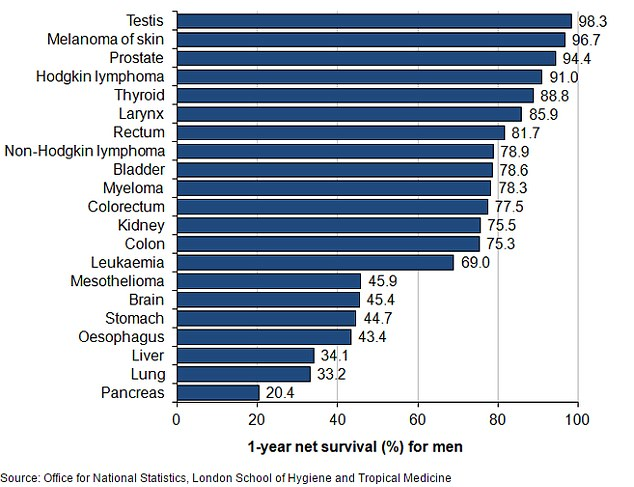 Testis 98.3
Melanoma of skin 96.7
Prostate 94.4
Hodgkin lymphoma 91.0
Thyroid 88.8
Larynx 85.9
Rectum 81.7
Non-Hodgkin lymphoma 78.9
Bladder 78.6
Myeloma 78.3
Colorectum 77.5
Kidney 75.5
Colon 75.3
Leukaemia 69.0
Mesothelioma 45.9
Brain 45.4
Stomach 44.7
Oesophagus 43.4
Liver 34.1
Lung 33.2
Pancreas 20.4
0 20 40 60 80 100
1-year net survival (%) for men
Source: Office for National Statistics, London School of Hygiene and Tropical Medicine